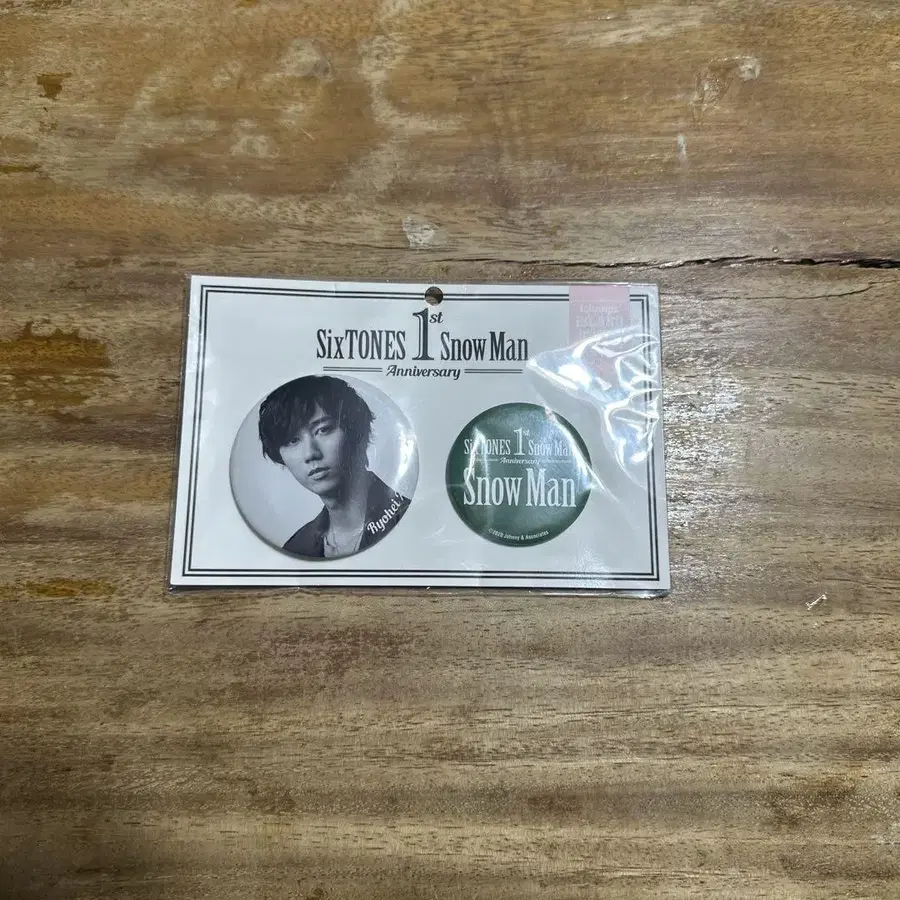 SixTONES 1st Snow Man
Anniversary
Ryohei
SixTONES 1st Snow Man
Anniversary
Snow Man
©2020 Johnny & Associates